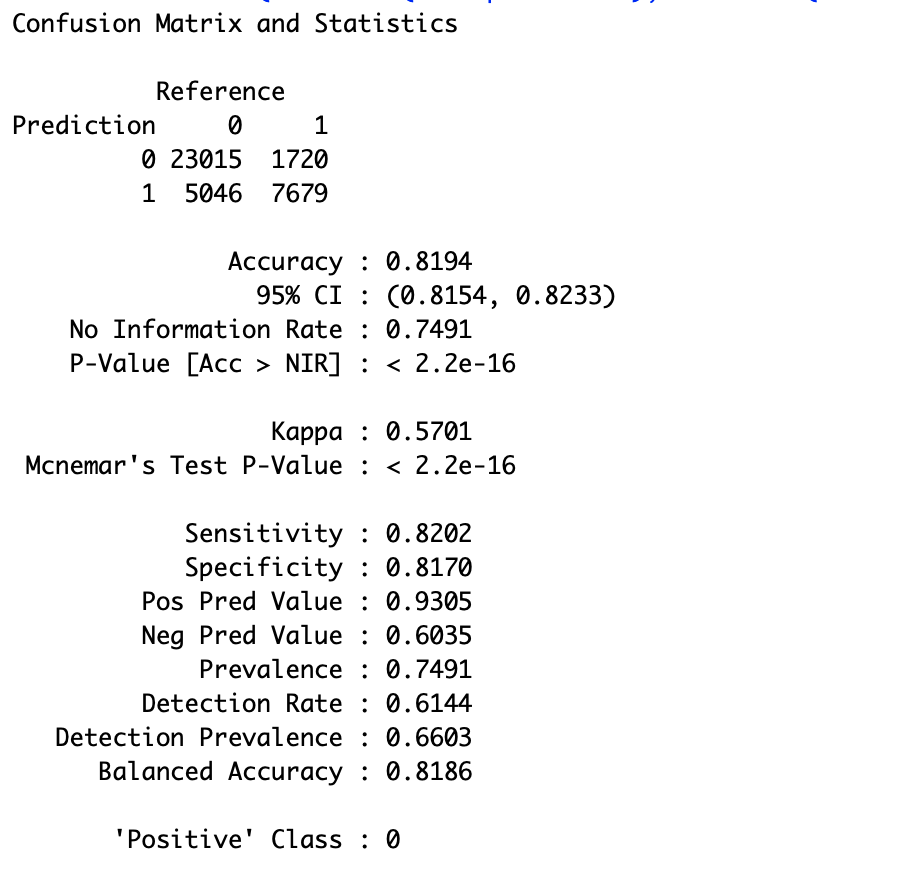 Confusion Matrix and Statistics
Reference
Prediction 0 1
0 23015 1720
1 5046 7679
Accuracy : 0.8194
95% CI : (0.8154, 0.8233)
No Information Rate : 0.7491
P-Value [Acc > NIR] : < 2.2e-16
Kappa : 0.5701
Mcnemar's Test P-Value : < 2.2e-16
Sensitivity : 0.8202
Specificity : 0.8170
Pos Pred Value : 0.9305
Neg Pred Value : 0.6035
Prevalence : 0.7491
Detection Rate : 0.6144
Detection Prevalence : 0.6603
Balanced Accuracy : 0.8186
'Positive' Class : 0